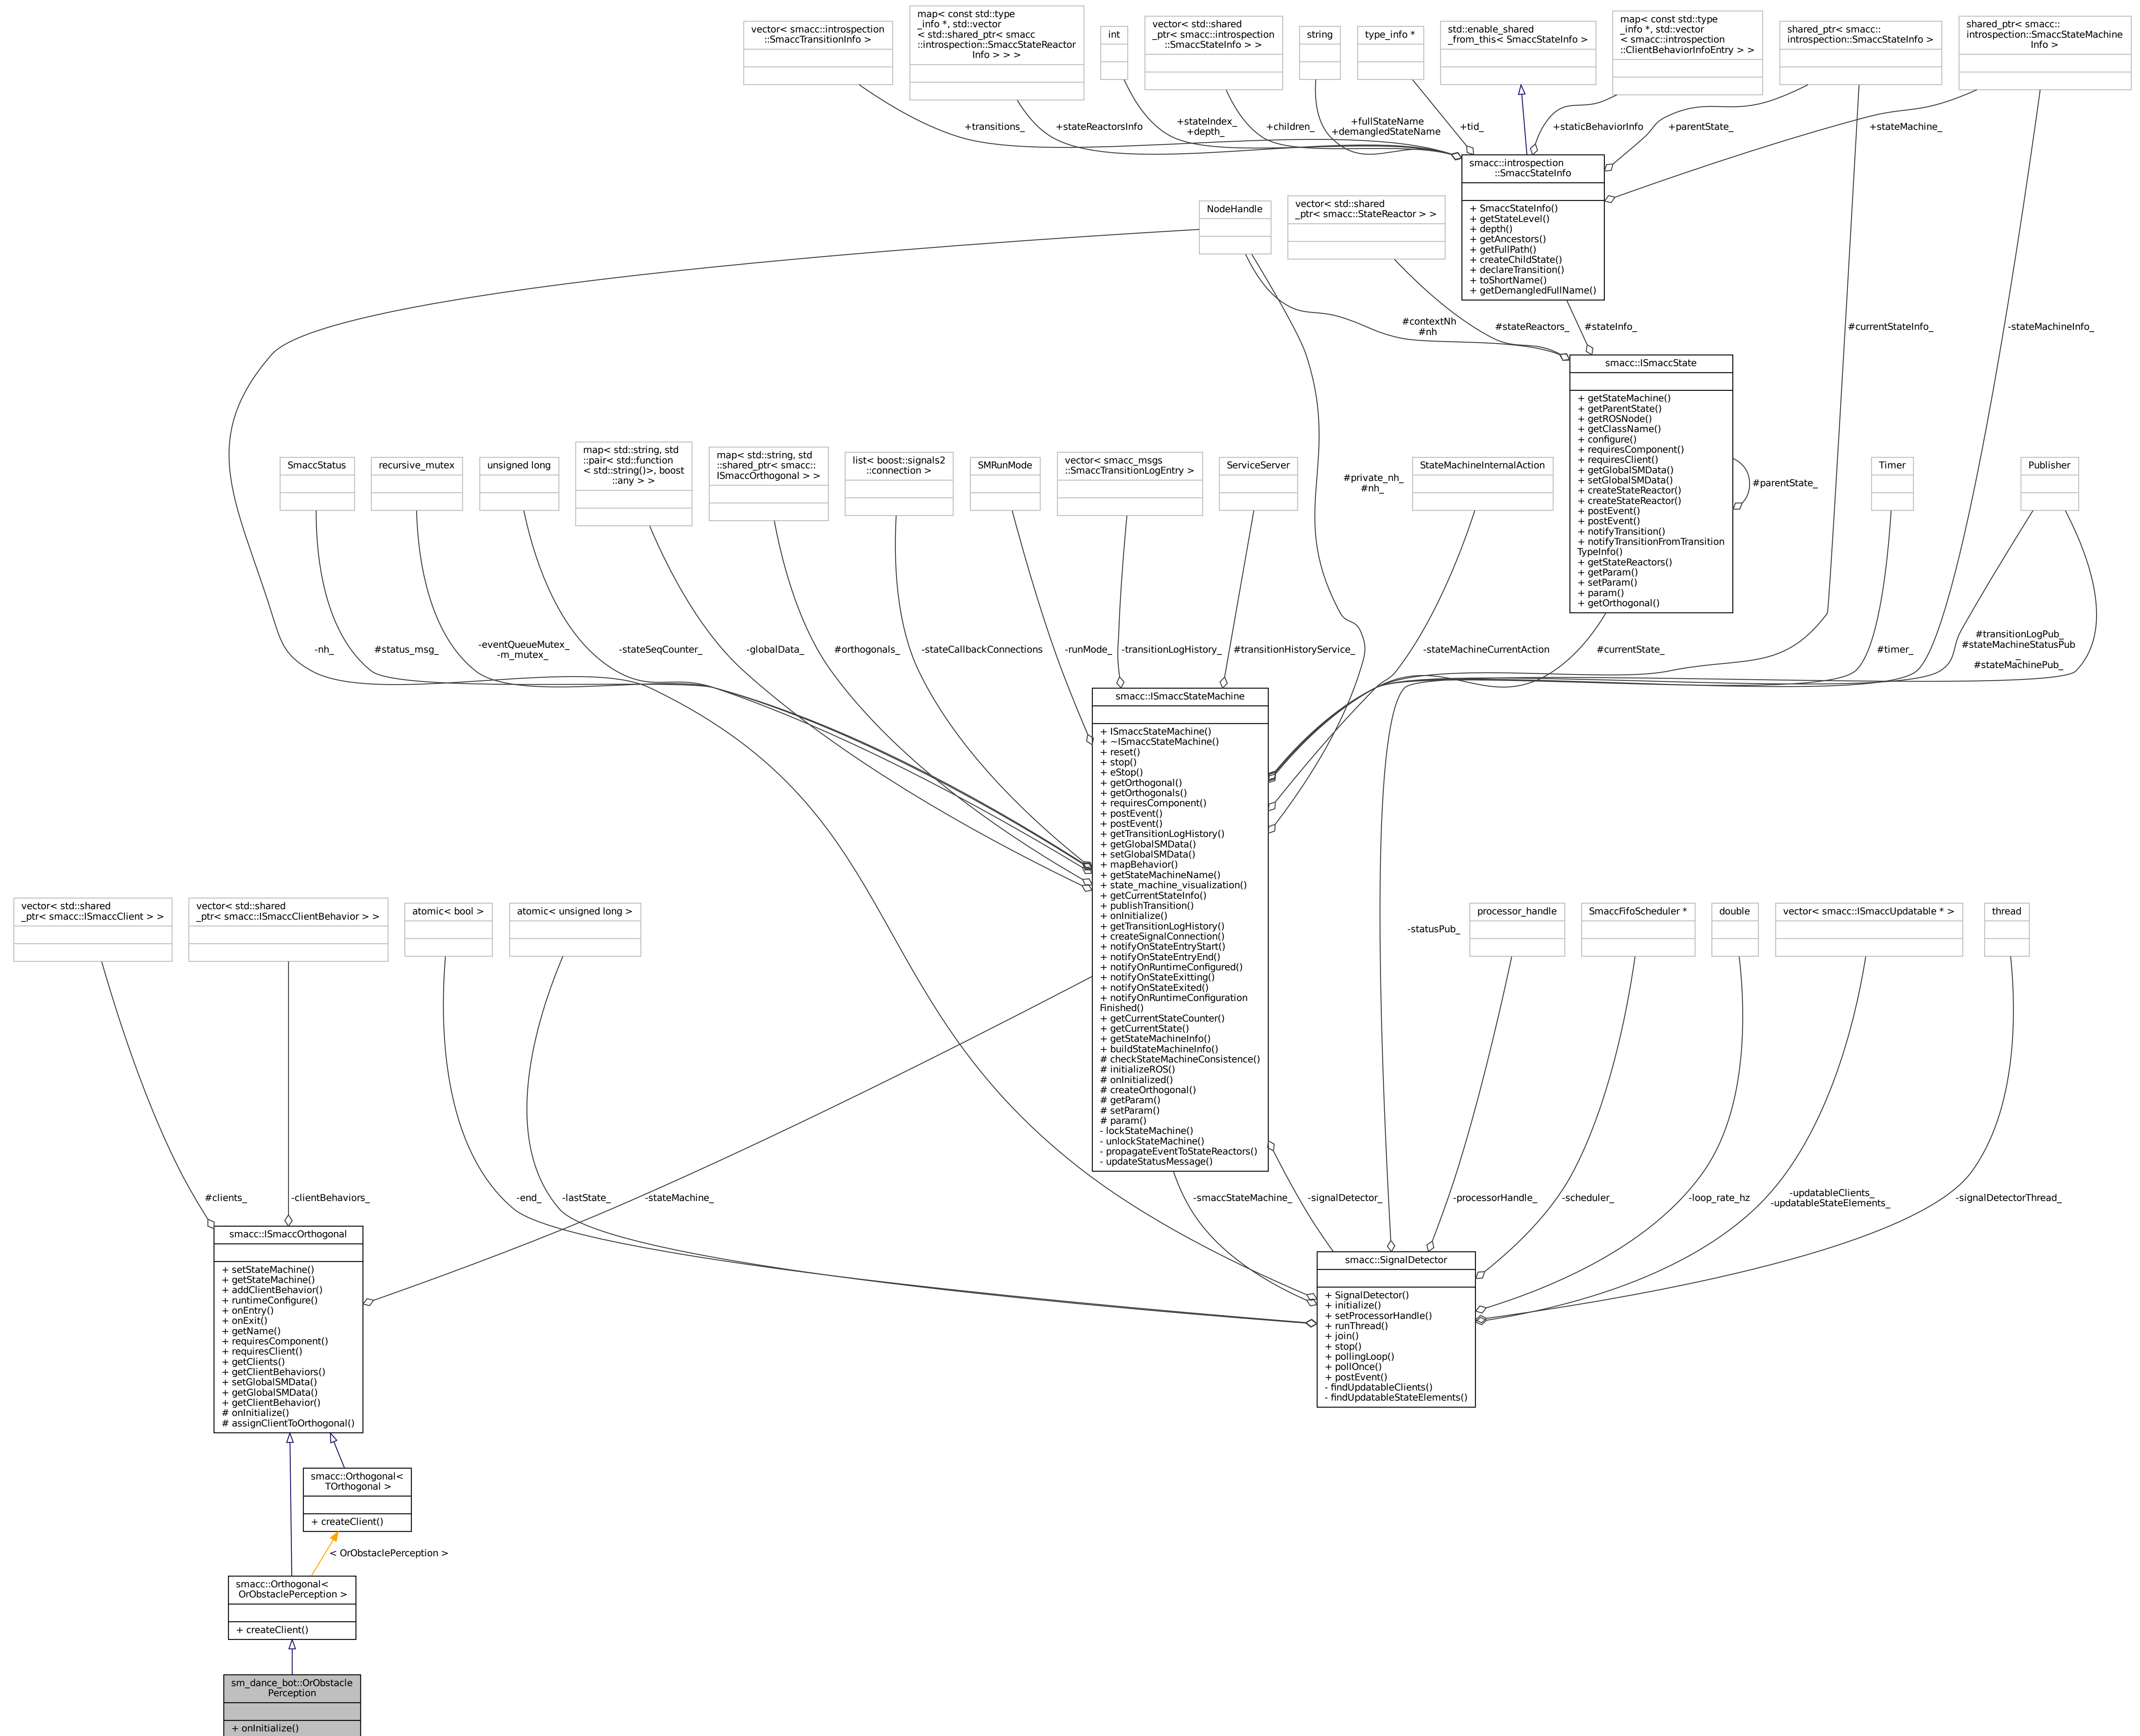 vector< smacc::introspection
::SmaccTransitionInfo >
map< const std::type
_info *, std::vector
< std::shared_ptr< smacc
::introspection::SmaccStateReactor
Info > > >
int
vector< std::shared
_ptr< smacc::introspection
::SmaccStateInfo > >
string
type_info *
std::enable_shared
_from_this< SmaccStateInfo >
map< const std::type
_info *, std::vector
< smacc::introspection
::ClientBehaviorInfoEntry > >
shared_ptr< smacc::
introspection::SmaccStateInfo >
shared_ptr< smacc::
introspection::SmaccStateMachine
Info >
+transitions_
+stateReactorsInfo
+stateIndex_
+depth_
+children_
+fullStateName
+demangledStateName
+tid_
+staticBehaviorInfo
+parentState_
+stateMachine_
smacc::introspection
::SmaccStateInfo
+ SmaccStateInfo()
+ getStateLevel()
+ depth()
+ getAncestors()
+ getFullPath()
+ createChildState()
+ declareTransition()
+ toShortName()
+ getDemangledFullName()
NodeHandle
vector< std::shared
_ptr< smacc::StateReactor > >
#contextNh
#nh
#stateReactors_
#stateInfo_
#currentStateInfo_
-stateMachineInfo_
smacc::ISmaccState
+ getStateMachine()
+ getParentState()
+ getROSNode()
+ getClassName()
+ configure()
+ requiresComponent()
+ requiresClient()
+ getGlobalSMData()
+ setGlobalSMData()
+ createStateReactor()
+ createStateReactor()
+ postEvent()
+ postEvent()
+ notifyTransition()
+ notifyTransitionFromTransition
TypeInfo()
+ getStateReactors()
+ getParam()
+ setParam()
+ param()
+ getOrthogonal()
#parentState_
SmaccStatus
recursive_mutex
unsigned long
map< std::string, std
::pair< std::function
< std::string()>, boost
::any > >
map< std::string, std
::shared_ptr< smacc::
ISmaccOrthogonal > >
list< boost::signals2
::connection >
SMRunMode
vector< smacc_msgs
::SmaccTransitionLogEntry >
ServiceServer
#private_nh_
#nh_
StateMachineInternalAction
Timer
Publisher
-nh_
#status_msg_
-eventQueueMutex_
-m_mutex_
-stateSeqCounter_
-globalData_
#orthogonals_
-stateCallbackConnections
-runMode_
-transitionLogHistory_
#transitionHistoryService_
-stateMachineCurrentAction
#currentState_
#timer_
#transitionLogPub_
#stateMachineStatusPub
_
#stateMachinePub_
smacc::ISmaccStateMachine
+ ISmaccStateMachine()
+ ~ISmaccStateMachine()
+ reset()
+ stop()
+ eStop()
+ getOrthogonal()
+ getOrthogonals()
+ requiresComponent()
+ postEvent()
+ postEvent()
+ getTransitionLogHistory()
+ getGlobalSMData()
+ setGlobalSMData()
+ mapBehavior()
+ getStateMachineName()
+ state_machine_visualization()
+ getCurrentStateInfo()
+ publishTransition()
+ onInitialize()
+ getTransitionLogHistory()
+ createSignalConnection()
+ notifyOnStateEntryStart()
+ notifyOnStateEntryEnd()
+ notifyOnRuntimeConfigured()
+ notifyOnStateExitting()
+ notifyOnStateExited()
+ notifyOnRuntimeConfiguration
Finished()
+ getCurrentStateCounter()
+ getCurrentState()
+ getStateMachineInfo()
+ buildStateMachineInfo()
# checkStateMachineConsistence()
# initializeROS()
# onInitialized()
# createOrthogonal()
# getParam()
# setParam()
# param()
- lockStateMachine()
- unlockStateMachine()
- propagateEventToStateReactors()
- updateStatusMessage()
vector< std::shared
_ptr< smacc::ISmaccClient > >
vector< std::shared
_ptr< smacc::ISmaccClientBehavior > >
atomic< bool >
atomic< unsigned long >
-statusPub_
processor_handle
SmaccFifoScheduler *
double
vector< smacc::ISmaccUpdatable * >
thread
#clients_
-clientBehaviors_
-stateMachine_
-end_
-lastState_
-smaccStateMachine_
-signalDetector_
-processorHandle_
-scheduler_
-loop_rate_hz
-updatableClients_
-updatableStateElements_
-signalDetectorThread_
smacc::ISmaccOrthogonal
+ setStateMachine()
+ getStateMachine()
+ addClientBehavior()
+ runtimeConfigure()
+ onEntry()
+ onExit()
+ getName()
+ requiresComponent()
+ requiresClient()
+ getClients()
+ getClientBehaviors()
+ setGlobalSMData()
+ getGlobalSMData()
+ getClientBehavior()
# onInitialize()
# assignClientToOrthogonal()
smacc::SignalDetector
+ SignalDetector()
+ initialize()
+ setProcessorHandle()
+ runThread()
+ join()
+ stop()
+ pollingLoop()
+ pollOnce()
+ postEvent()
- findUpdatableClients()
- findUpdatableStateElements()
smacc::Orthogonal<
TOrthogonal >
+ createClient()
< OrObstaclePerception >
smacc::Orthogonal<
OrObstaclePerception >
+ createClient()
sm_dance_bot::OrObstacle
Perception
+ onInitialize()